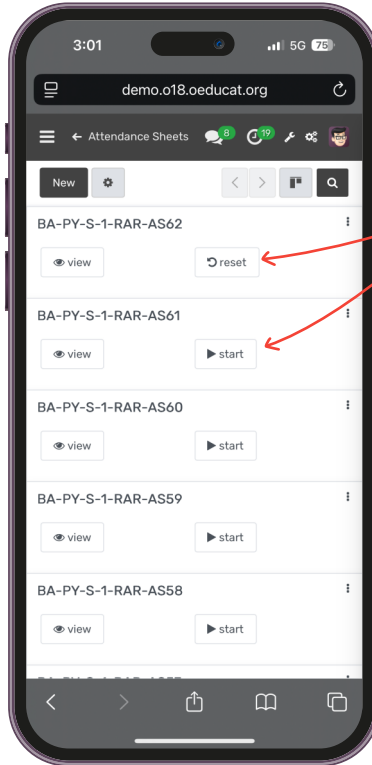 3:01 5G 75
demo.o18.oeducat.org
Attendance Sheets 8 19
New
BA-PY-S-1-RAR-AS62
view reset
BA-PY-S-1-RAR-AS61
view start
BA-PY-S-1-RAR-AS60
view start
BA-PY-S-1-RAR-AS59
view start
BA-PY-S-1-RAR-AS58
view start